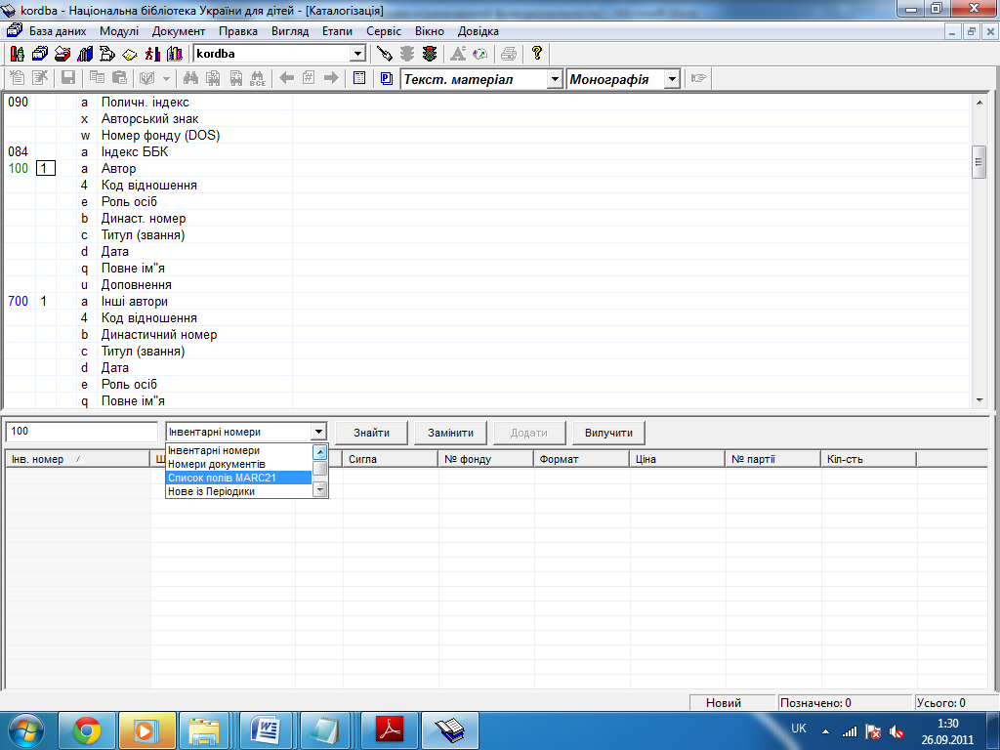 kordba - Національна бібліотека України для дітей - [Каталогізація]
База даних Модулі Документ Правка Вигляд Етапи Сервіс Вікно Довідка
kordba
ВСЕ Текст. матеріал Монографія
090 a Поличн. індекс
x Авторський знак
w Номер фонду (DOS)
084 a Індекс ББК
100 1 a Автор
4 Код відношення
e Роль осіб
b Династ. номер
c Титул (звання)
d Дата
q Повне ім"я
u Доповнення
700 1 a Інші автори
4 Код відношення
b Династичний номер
c Титул (звання)
d Дата
e Роль осіб
q Повне ім"я
100 Інвентарні номери Знайти Замінити Додати Вилучити
Інв. номер Сигла № фонду Формат Ціна № партії Кіл-сть
Інвентарні номери
Номери документів
Список полів MARC21
Нове із Періодики
Новий Позначено: 0 Усього: 0
UK 1:30
26.09.2011